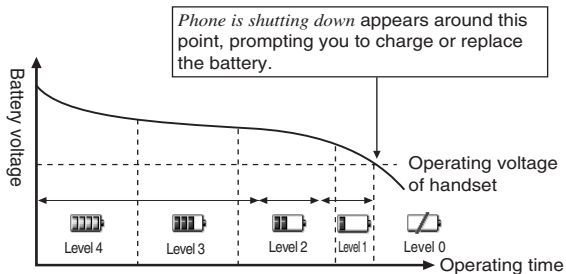 Phone is shutting down appears around this
point, prompting you to charge or replace
the battery.
Battery voltage
Operating voltage
of handset
Level 4
Level 3
Level 2
Level 1
Level 0
Operating time